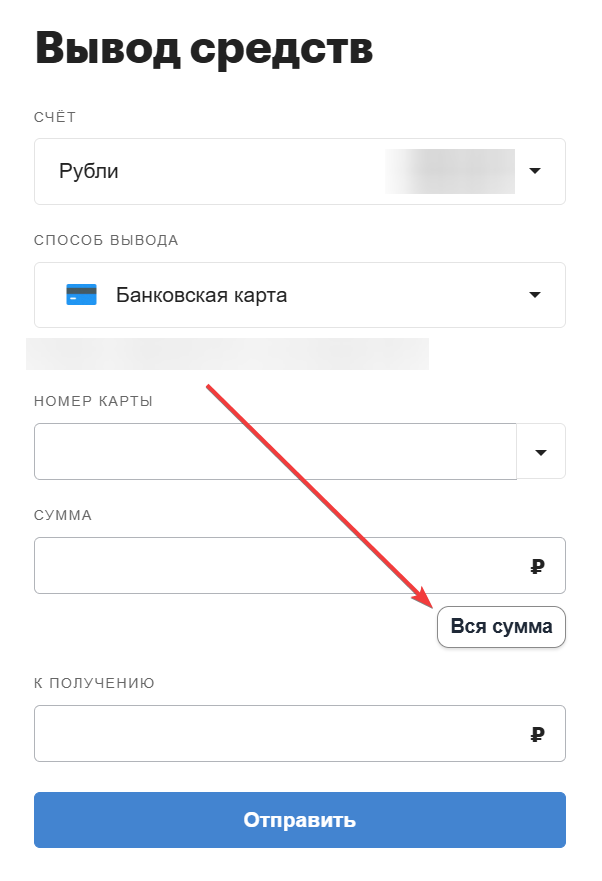 Вывод средств
СЧЁТ
Рубли
СПОСОБ ВЫВОДА
Банковская карта
НОМЕР КАРТЫ
СУММА
₽
Вся сумма
К ПОЛУЧЕНИЮ
₽
Отправить